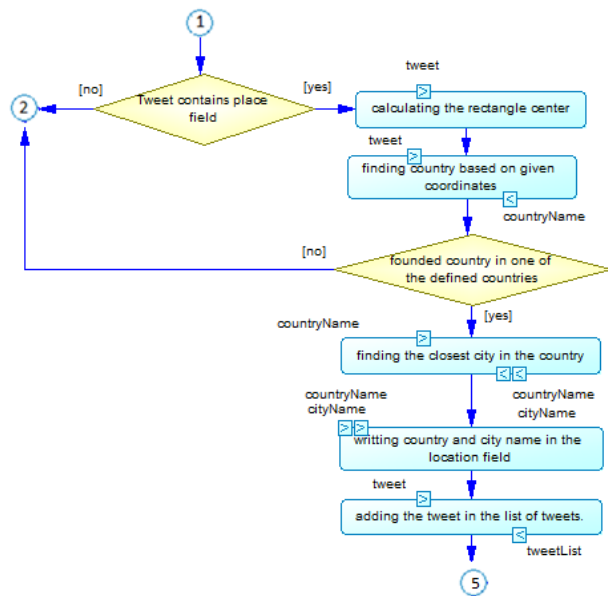 1
Tweet contains place
field
[no]
[yes]
2
tweet
calculating the rectangle center
tweet
finding country based on given
coordinates
countryName
founded country in one of
the defined countries
[no]
[yes]
countryName
finding the closest city in the country
countryName
cityName
countryName
cityName
writting country and city name in the
location field
tweet
adding the tweet in the list of tweets.
tweetList
5